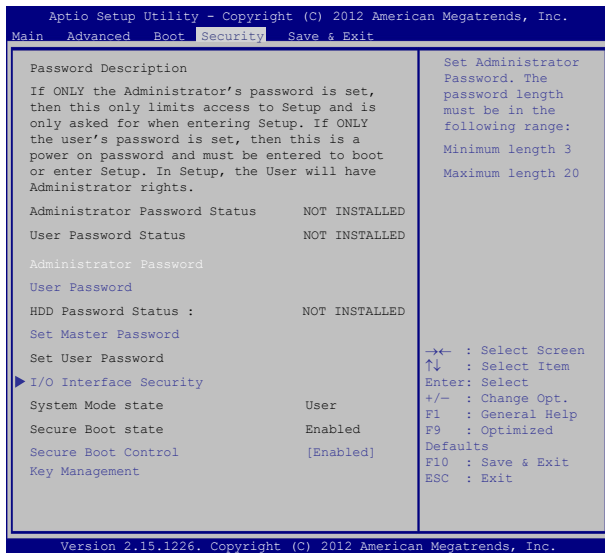 Aptio Setup Utility - Copyright (C) 2012 American Megatrends, Inc.
Main Advanced Boot Security Save & Exit
Password Description
If ONLY the Administrator's password is set,
then this only limits access to Setup and is
only asked for when entering Setup. If ONLY
the user's password is set, then this is a
power on password and must be entered to boot
or enter Setup. In Setup, the User will have
Administrator rights.
Administrator Password Status NOT INSTALLED
User Password Status NOT INSTALLED
Administrator Password
User Password
HDD Password Status : NOT INSTALLED
Set Master Password
Set User Password
I/O Interface Security
System Mode state User
Secure Boot state Enabled
Secure Boot Control [Enabled]
Key Management
Set Administrator
Password. The
password length
must be in the
following range:
Minimum length 3
Maximum length 20
→← : Select Screen
↑↓ : Select Item
Enter: Select
+/— : Change Opt.
F1 : General Help
F9 : Optimized
Defaults
F10 : Save & Exit
ESC : Exit
Version 2.15.1226. Copyright (C) 2012 American Megatrends, Inc.